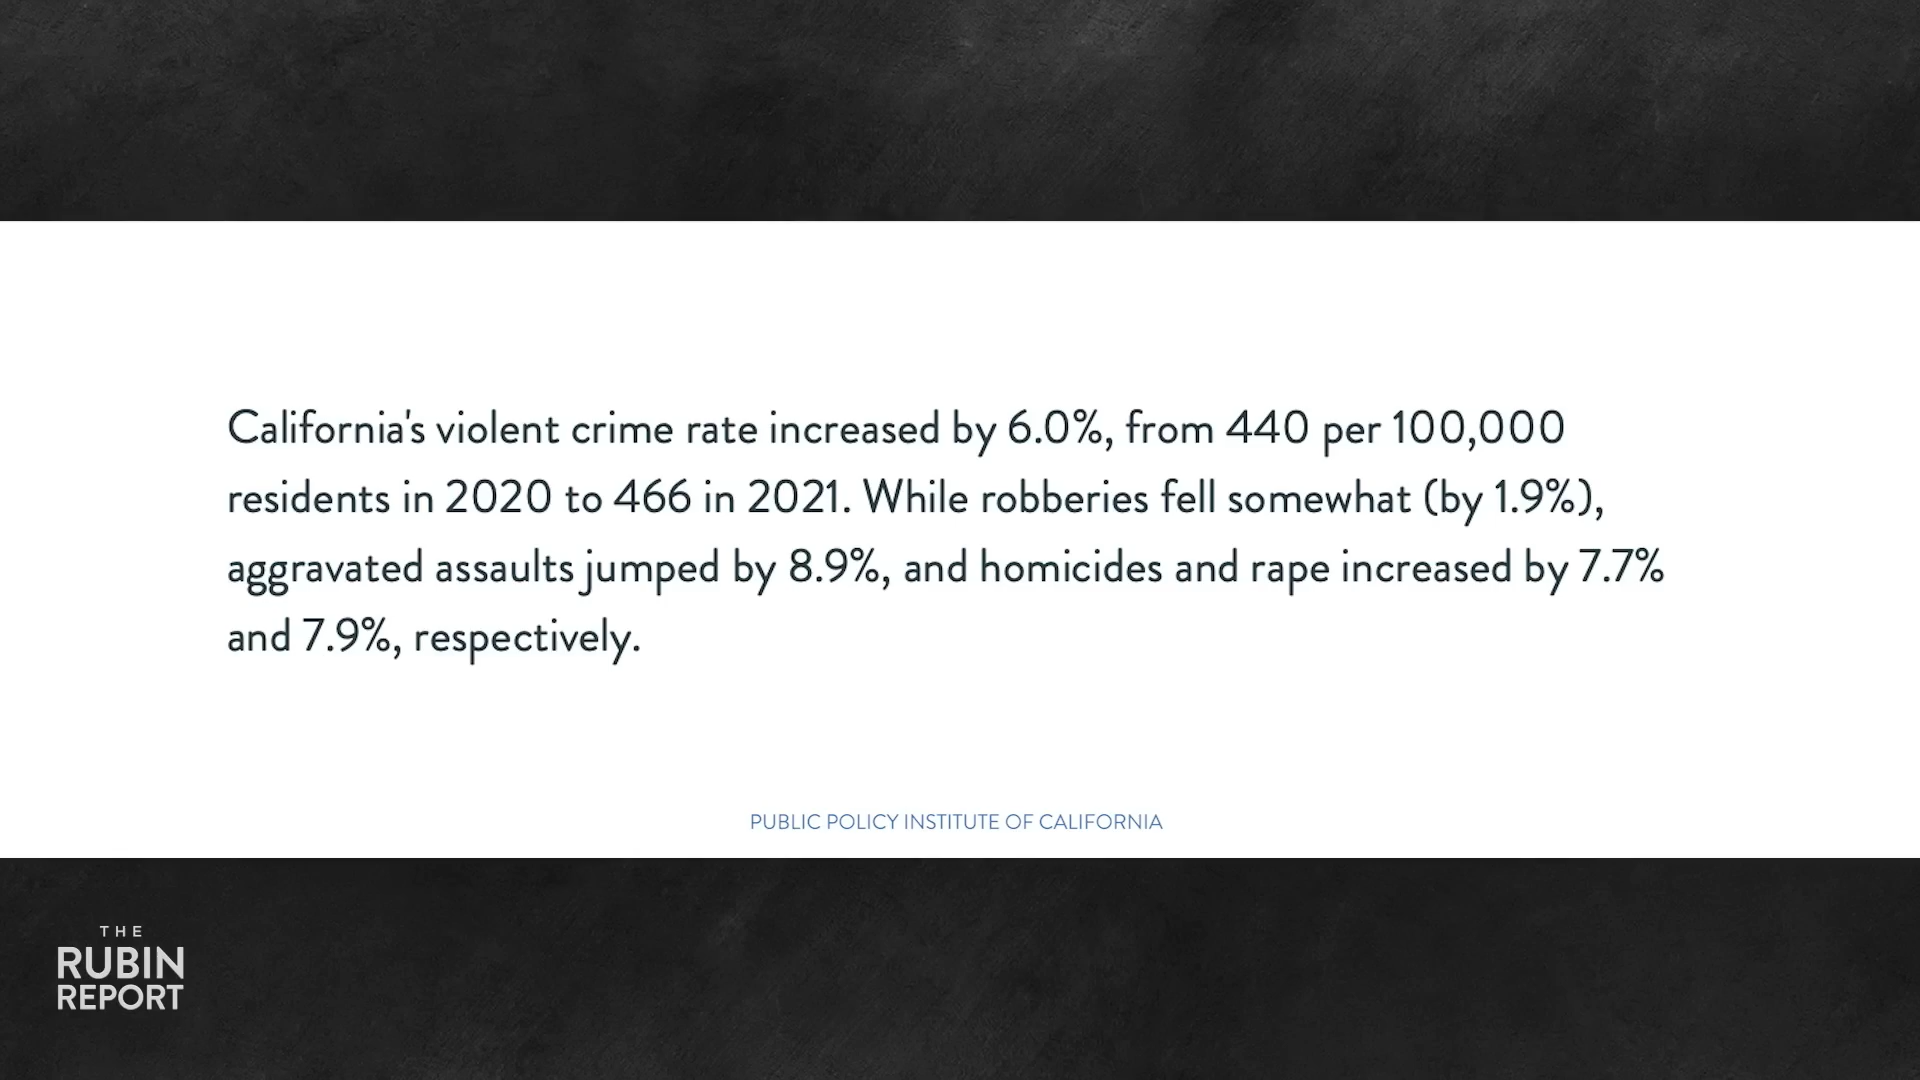 California's violent crime rate increased by 6.0%, from 440 per 100,000
residents in 2020 to 466 in 2021. While robberies fell somewhat (by 1.9%),
aggravated assaults jumped by 8.9%, and homicides and rape increased by 7.7%
and 7.9%, respectively.
PUBLIC POLICY INSTITUTE OF CALIFORNIA
THE
RUBIN
REPORT